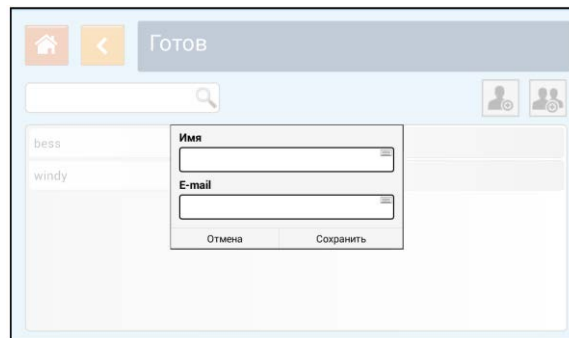 Готов
bess
windy
Имя
E-mail
Отмена Сохранить